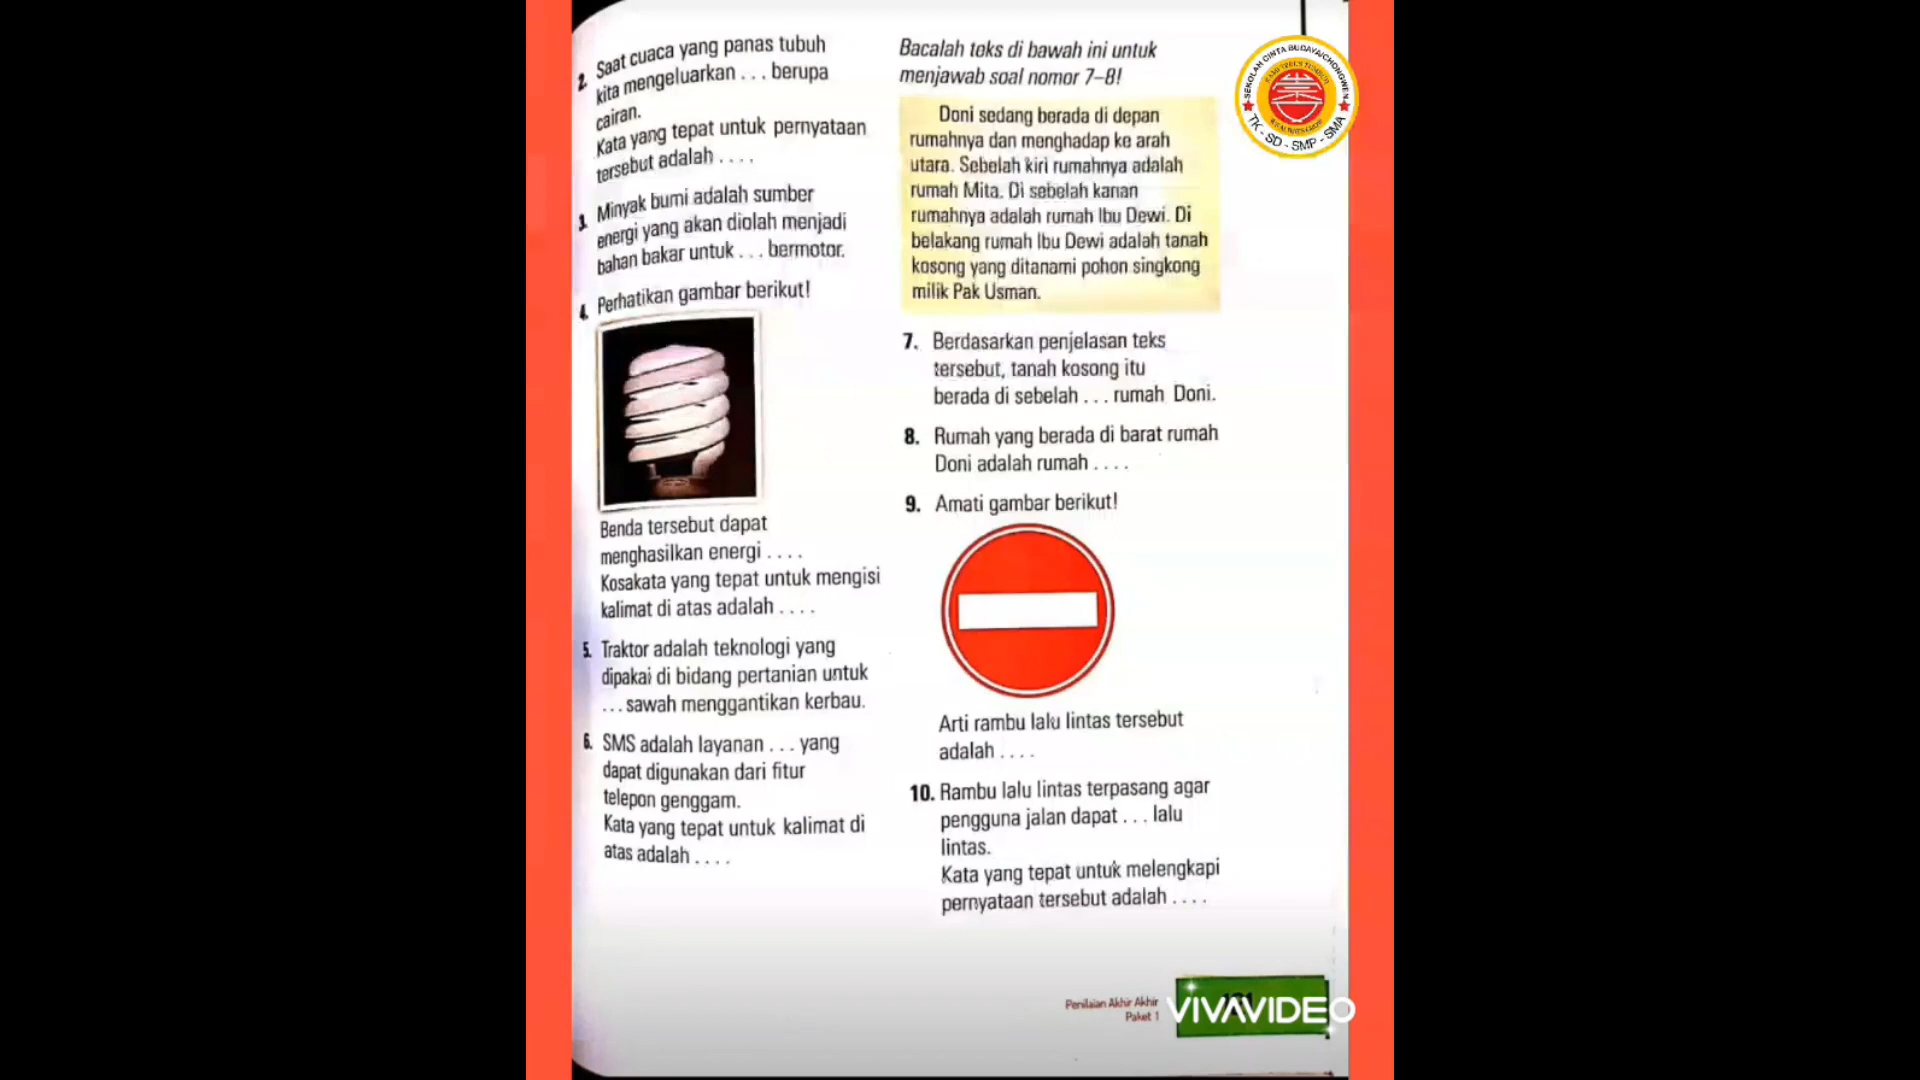 2. Saat cuaca yang panas tubuh
kita mengeluarkan . . . berupa
cairan.
Kata yang tepat untuk pernyataan
tersebut adalah . . . .
3. Minyak bumi adalah sumber
energi yang akan diolah menjadi
bahan bakar untuk . . . bermotor.
4. Perhatikan gambar berikut!
Benda tersebut dapat
menghasilkan energi . . . .
Kosakata yang tepat untuk mengisi
kalimat di atas adalah . . . .
5. Traktor adalah teknologi yang
dipakai di bidang pertanian untuk
. . . sawah menggantikan kerbau.
6. SMS adalah layanan . . . yang
dapat digunakan dari fitur
telepon genggam.
Kata yang tepat untuk kalimat di
atas adalah . . . .
Bacalah teks di bawah ini untuk
menjawab soal nomor 7–8!
Doni sedang berada di depan
rumahnya dan menghadap ke arah
utara. Sebelah kiri rumahnya adalah
rumah Mita. Di sebelah kanan
rumahnya adalah rumah Ibu Dewi. Di
belakang rumah Ibu Dewi adalah tanah
kosong yang ditanami pohon singkong
milik Pak Usman.
7. Berdasarkan penjelasan teks
tersebut, tanah kosong itu
berada di sebelah . . . rumah Doni.
8. Rumah yang berada di barat rumah
Doni adalah rumah . . . .
9. Amati gambar berikut!
Arti rambu lalu lintas tersebut
adalah . . . .
10. Rambu lalu lintas terpasang agar
pengguna jalan dapat . . . lalu
lintas.
Kata yang tepat untuk melengkapi
pernyataan tersebut adalah . . . .
Penilaian Akhir Akhir
Paket 1
VIVAVIDEO
SEKOLAH CINTA BUDAYA/CHONGWEN
TK - SD - SMP - SMA